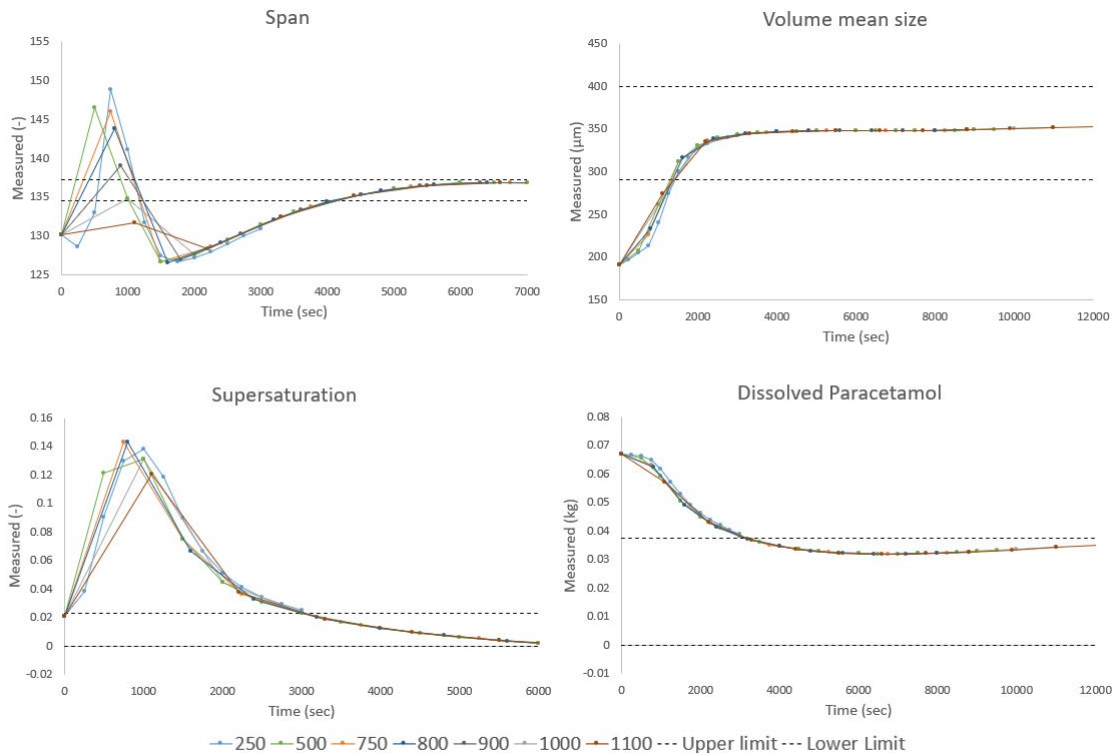 Span
155
150
145
140
135
130
125
Measured (-)
0 1000 2000 3000 4000 5000 6000 7000
Time (sec)
Volume mean size
450
400
350
300
250
200
150
Measured (µm)
0 2000 4000 6000 8000 10000 12000
Time (sec)
Supersaturation
0.16
0.14
0.12
0.1
0.08
0.06
0.04
0.02
0
-0.02
Measured (-)
0 1000 2000 3000 4000 5000 6000
Time (sec)
Dissolved Paracetamol
0.08
0.07
0.06
0.05
0.04
0.03
0.02
0.01
0
-0.01
Measured (kg)
0 2000 4000 6000 8000 10000 12000
Time (sec)
250 500 750 800 900 1000 1100 Upper limit Lower Limit